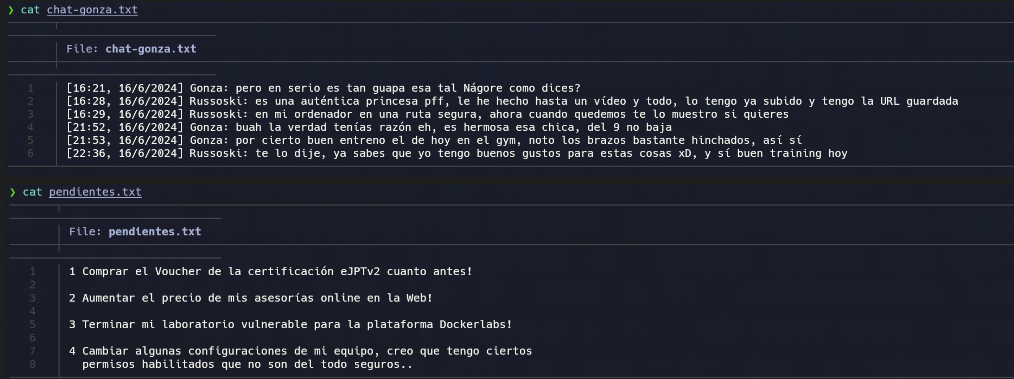 ❯ cat chat-gonza.txt
File: chat-gonza.txt
1 [16:21, 16/6/2024] Gonza: pero en serio es tan guapa esa tal Nágore como dices?
2 [16:28, 16/6/2024] Russoski: es una auténtica princesa pff, le he hecho hasta un vídeo y todo, lo tengo ya subido y tengo la URL guardada
3 [16:29, 16/6/2024] Russoski: en mi ordenador en una ruta segura, ahora cuando quedemos te lo muestro si quieres
4 [21:52, 16/6/2024] Gonza: buah la verdad tenías razón eh, es hermosa esa chica, del 9 no baja
5 [21:53, 16/6/2024] Gonza: por cierto buen entreno el de hoy en el gym, noto los brazos bastante hinchados, así sí
6 [22:36, 16/6/2024] Russoski: te lo dije, ya sabes que yo tengo buenos gustos para estas cosas xD, y sí buen training hoy
❯ cat pendientes.txt
File: pendientes.txt
1 1 Comprar el Voucher de la certificación eJPTv2 cuanto antes!
2
3 2 Aumentar el precio de mis asesorías online en la Web!
4
5 3 Terminar mi laboratorio vulnerable para la plataforma Dockerlabs!
6
7 4 Cambiar algunas configuraciones de mi equipo, creo que tengo ciertos
8 permisos habilitados que no son del todo seguros..